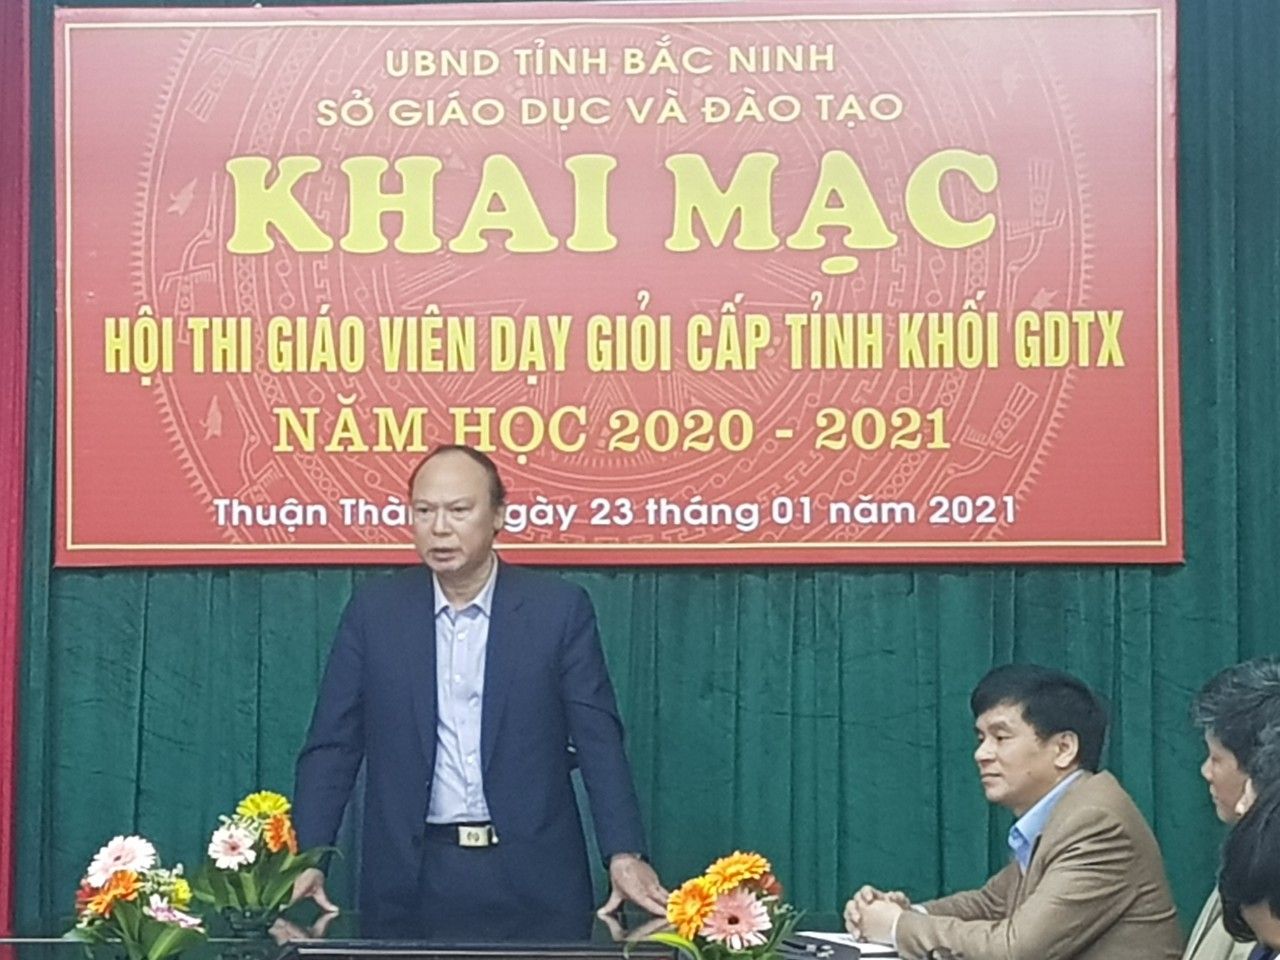 UBND TỈNH BẮC NINH
SỞ GIÁO DỤC VÀ ĐÀO TẠO
KHAI MẠC
HỘI THI GIÁO VIÊN DẠY GIỎI CẤP TỈNH KHỐI GDTX
NĂM HỌC 2020 - 2021
Thuận Thà gày 23 tháng 01 năm 2021